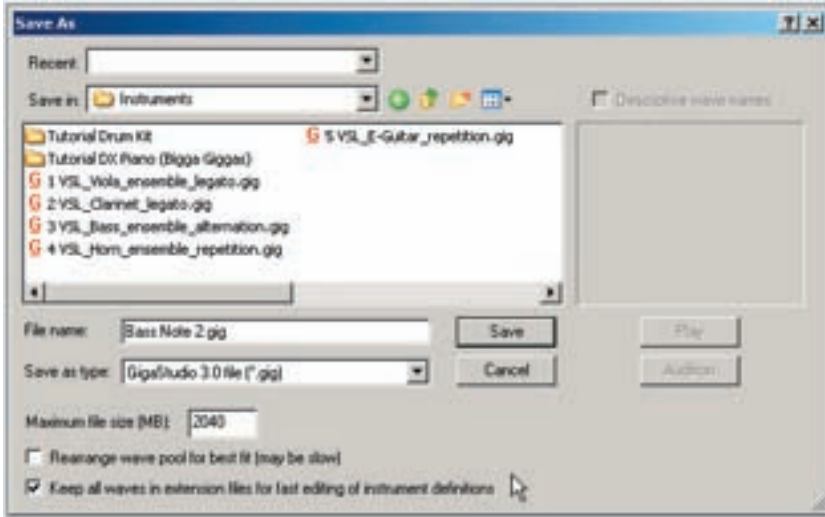 Save As
Recent:
Save in: Instruments
Descriptive wave names
Tutorial Drum Kit
Tutorial DX Piano (Bigga Giggas)
1 VSL_Viola_ensemble_legato.gig
2 VSL_Clarinet_legato.gig
3 VSL_Bass_ensemble_alternation.gig
4 VSL_Horn_ensemble_repetition.gig
5 VSL_E-Guitar_repetition.gig
File name: Bass Note 2.gig
Save
Play
Save as type: GigaStudio 3.0 file (*.gig)
Cancel
Audition
Maximum file size (MB): 2040
Rearrange wave pool for best fit (may be slow)
Keep all waves in extension files for fast editing of instrument definitions